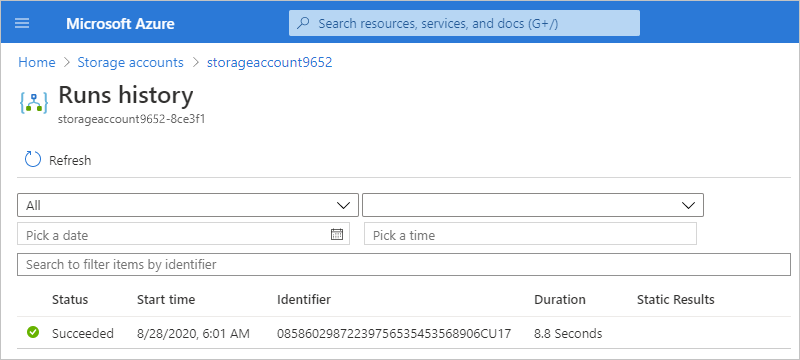 Microsoft Azure
Search resources, services, and docs (G+/)
Home > Storage accounts > storageaccount9652
Runs history
storageaccount9652-8ce3f1
Refresh
All
Pick a date
Pick a time
Search to filter items by identifier
Status Start time Identifier Duration Static Results
Succeeded 8/28/2020, 6:01 AM 08586029872239756535453568906CU17 8.8 Seconds